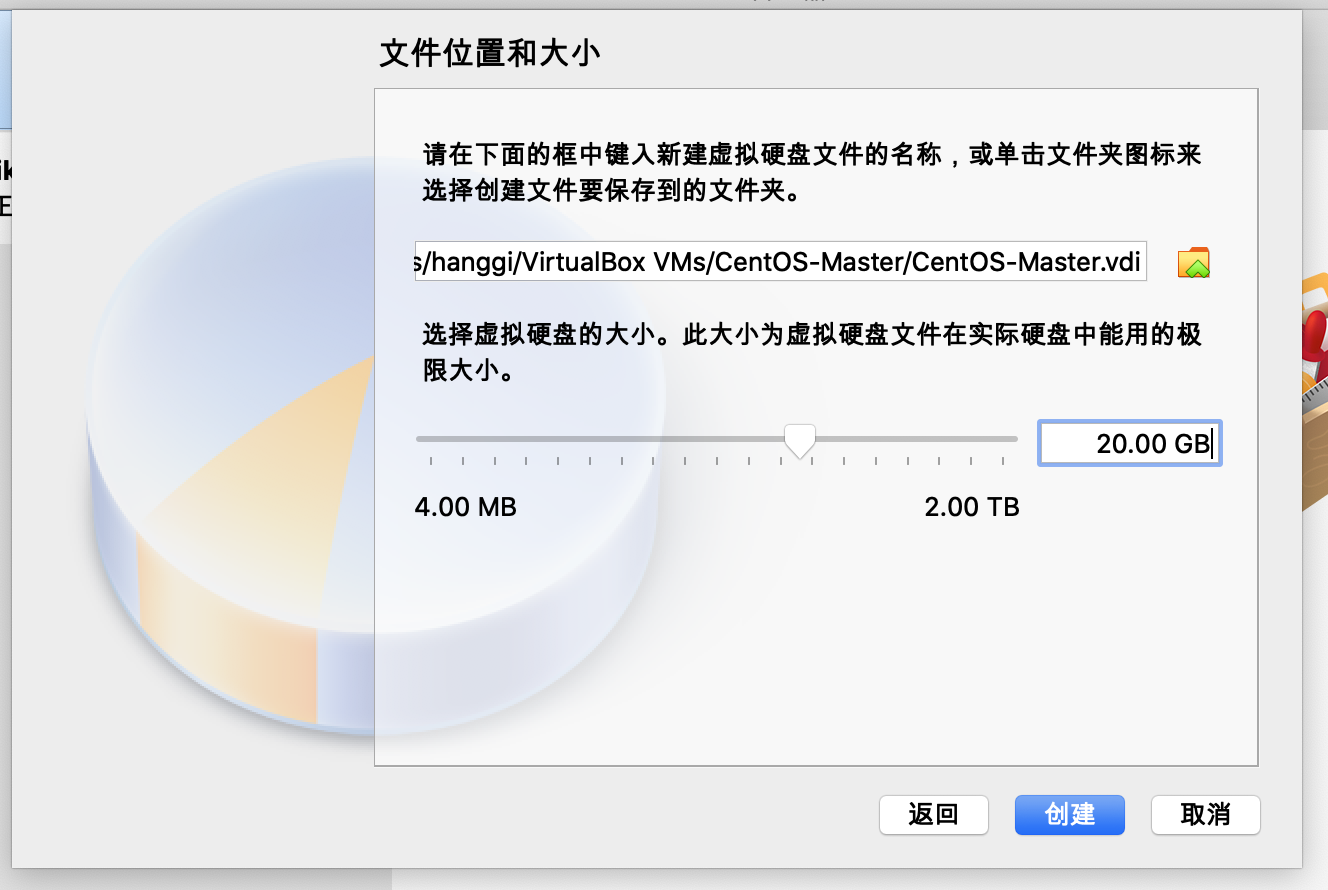 文件位置和大小
请在下面的框中键入新建虚拟硬盘文件的名称，或单击文件夹图标来
选择创建文件要保存到的文件夹。
s/hanggi/VirtualBox VMs/CentOS-Master/CentOS-Master.vdi
选择虚拟硬盘的大小。此大小为虚拟硬盘文件在实际硬盘中能用的极
限大小。
20.00 GB
4.00 MB 2.00 TB
返回 创建 取消